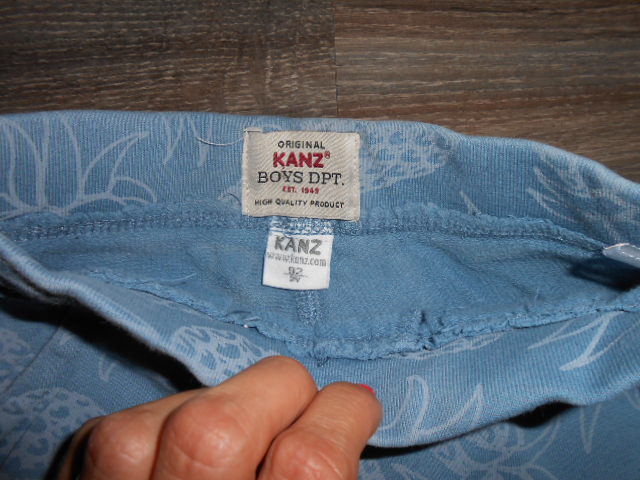 ORIGINAL
KANZ®
BOYS DPT.
EST. 1949
HIGH QUALITY PRODUCT
KANZ
www.kanz.com
92